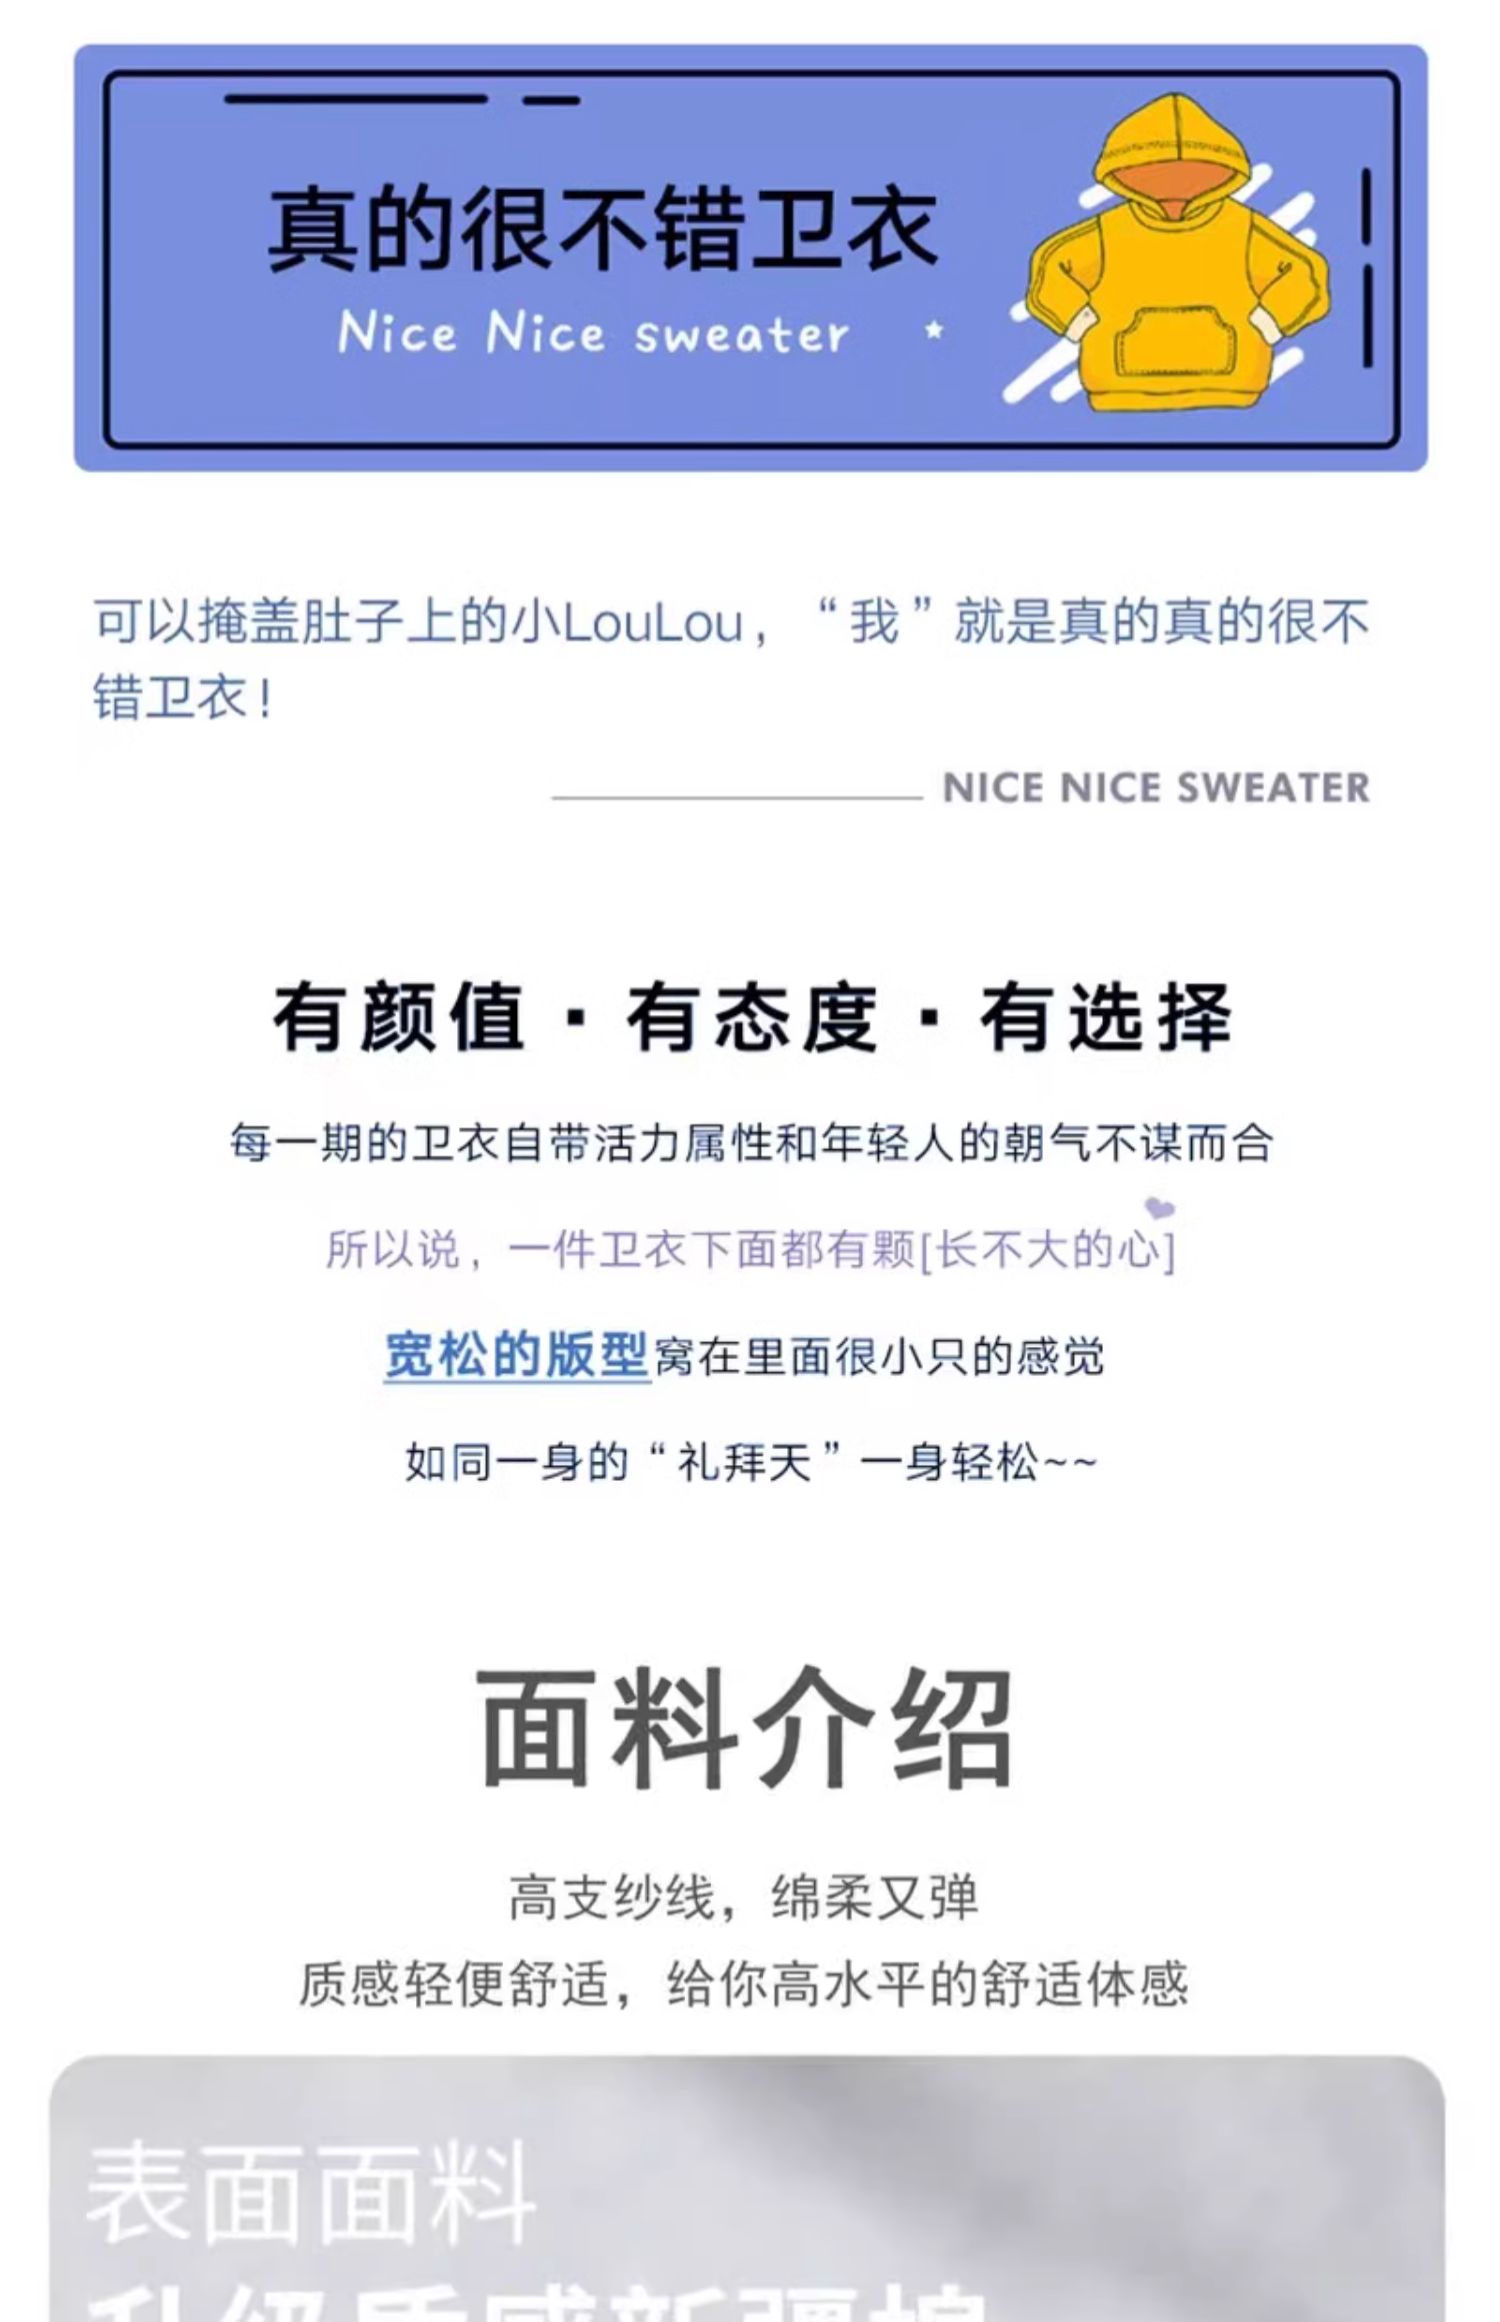 真的很不错卫衣
Nice Nice sweater
可以掩盖肚子上的小LouLou，“我”就是真的真的很不
错卫衣！
NICE NICE SWEATER
有颜值·有态度·有选择
每一期的卫衣自带活力属性和年轻人的朝气不谋而合
所以说，一件卫衣下面都有颗[长不大的心]
宽松的版型窝在里面很小只的感觉
如同一身的“礼拜天”一身轻松~~
面料介绍
高支纱线，绵柔又弹
质感轻便舒适，给你高水平的舒适体感
表面面料
升级质感新疆棉